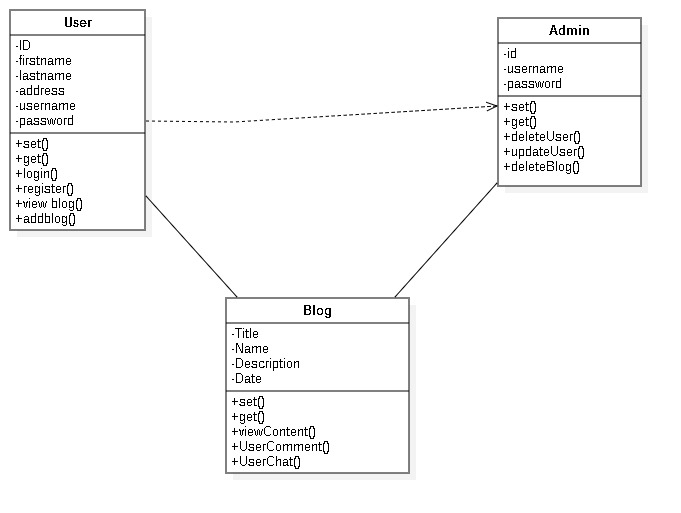 User
-ID
-firstname
-lastname
-address
-username
-password
+set()
+get()
+login()
+register()
+view blog()
+addblog()
Admin
-id
-username
-password
+set()
+get()
+deleteUser()
+updateUser()
+deleteBlog()
Blog
-Title
-Name
-Description
-Date
+set()
+get()
+viewContent()
+UserComment()
+UserChat()